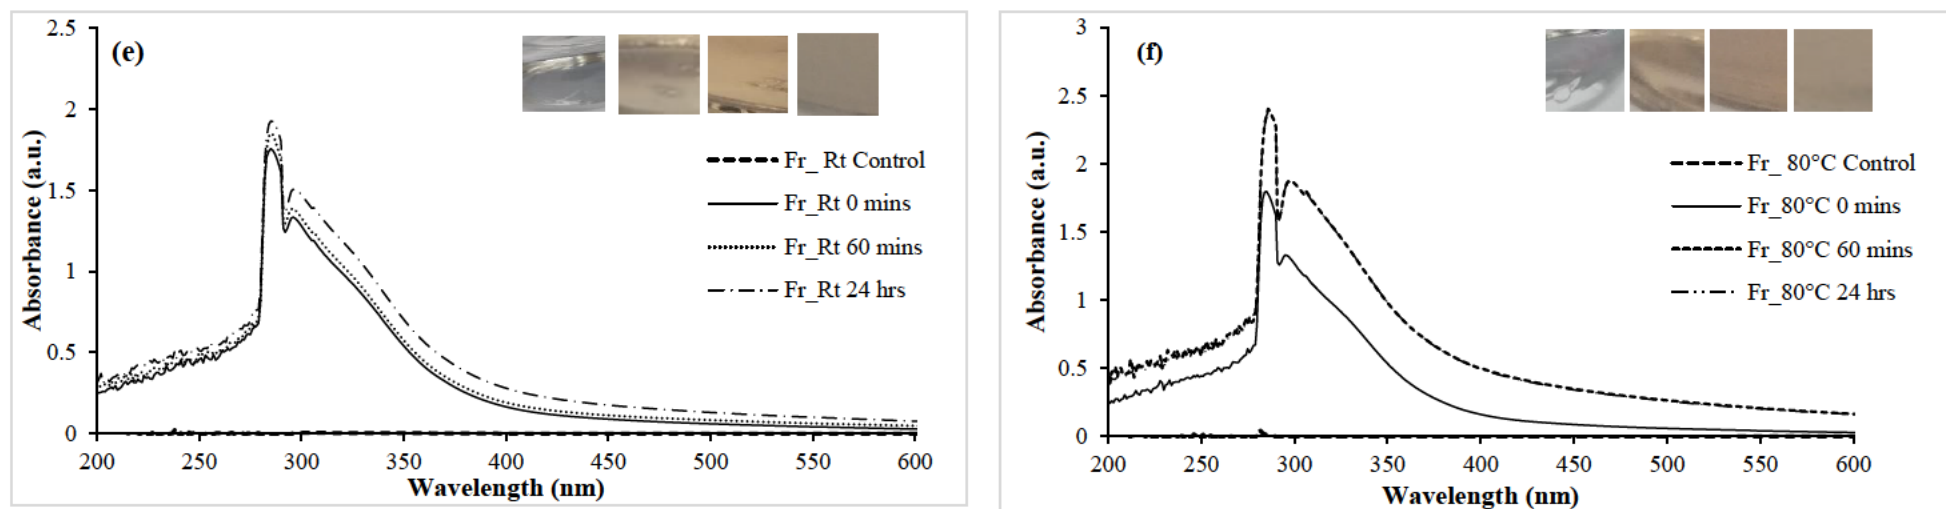 (e)
2.5
2
1.5
1
0.5
0
200 250 300 350 400 450 500 550 600
Absorbance (a.u.)
Wavelength (nm)
Fr_ Rt Control
Fr_Rt 0 mins
Fr_Rt 60 mins
Fr_Rt 24 hrs
(f)
3
2.5
2
1.5
1
0.5
0
200 250 300 350 400 450 500 550 600
Absorbance (a.u.)
Wavelength (nm)
Fr_ 80°C Control
Fr_80°C 0 mins
Fr_80°C 60 mins
Fr_80°C 24 hrs